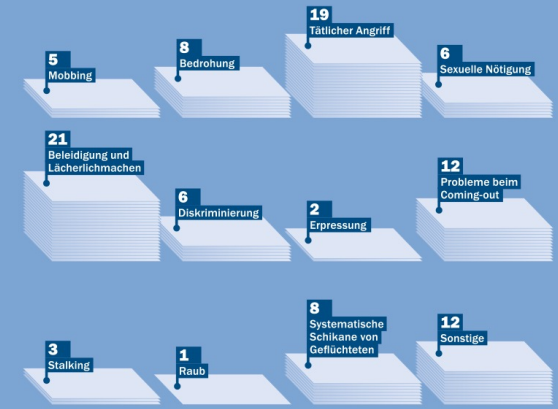 5
Mobbing
8
Bedrohung
19
Tätlicher Angriff
6
Sexuelle Nötigung
21
Beleidigung und
Lächerlichmachen
6
Diskriminierung
2
Erpressung
12
Probleme beim
Coming-out
3
Stalking
1
Raub
8
Systematische
Schikane von
Geflüchteten
12
Sonstige